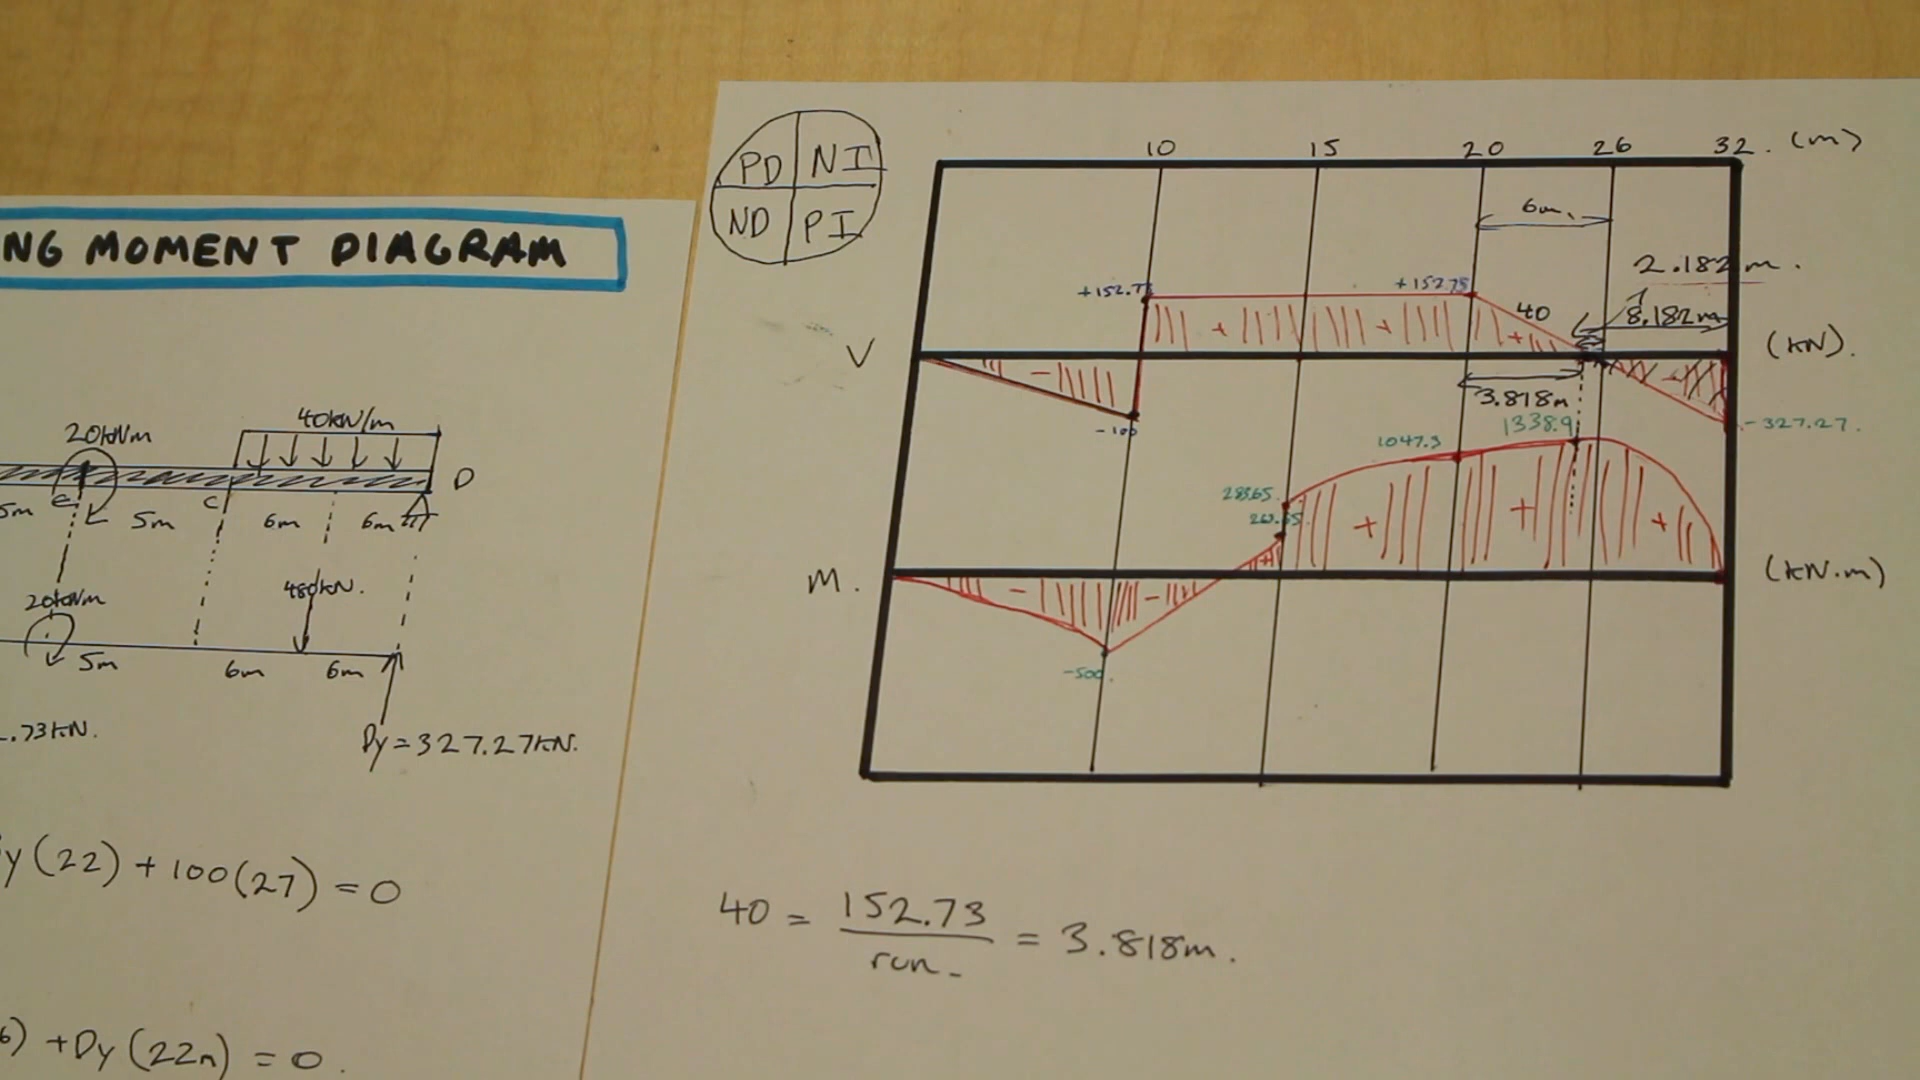 NG MOMENT DIAGRAM
20kNm
40kN/m
D
5m
C
5m
6m
6m
20kNm
480kN.
5m
6m
6m
.73kN.
Dy=327.27KN.
y(22) + 100(27) = 0
6) +Dy(22m) = 0.
PD NI
ND PI
10 15 20 26 32. (m)
6m.
2.182m.
+152.73
+152.73
40
8.182m
V
(kN).
3.818m
-100
1338.9
-327.27.
1047.3
M.
(kN.m)
-500.
40 = 152.73
run. = 3.818m.